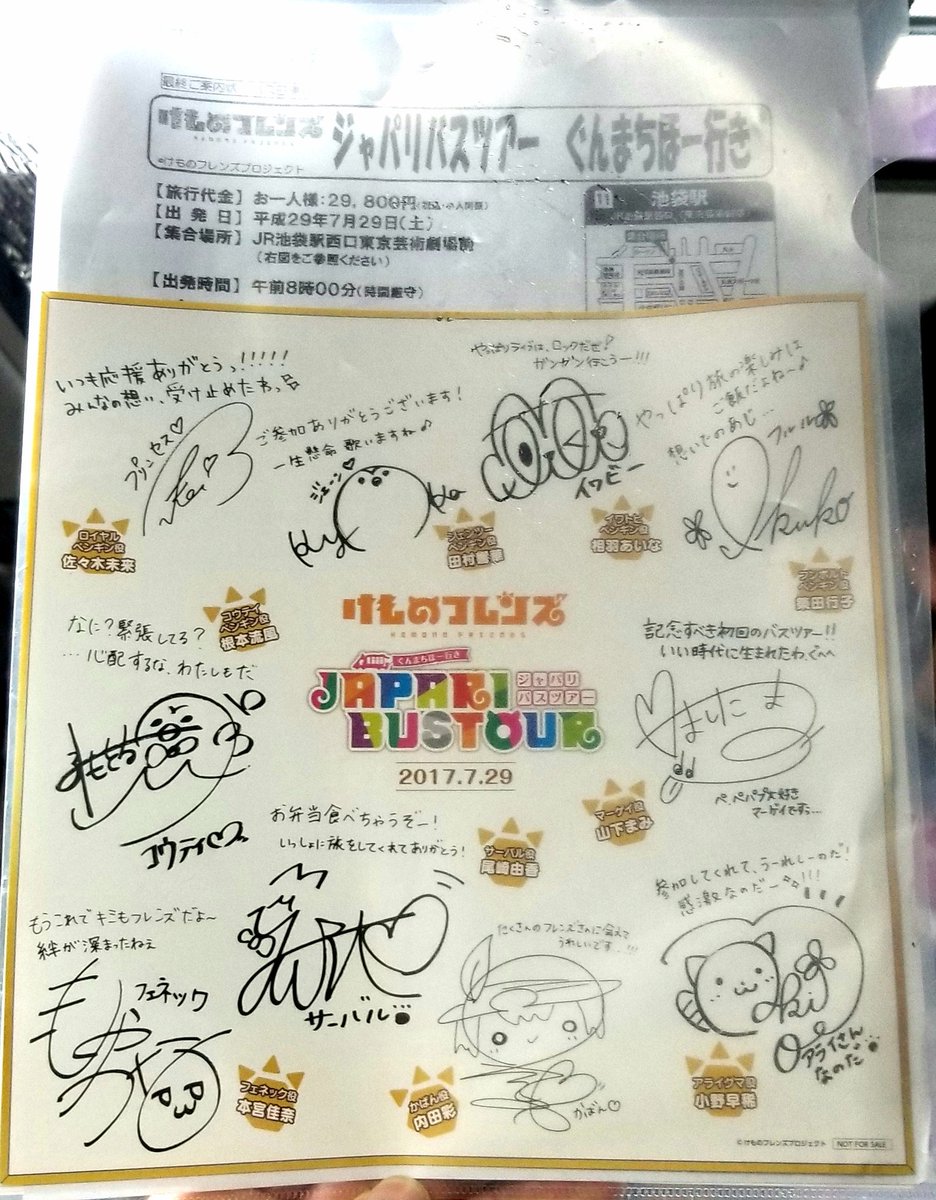 最終ご案内
けものフレンズ ジャパリバスツアー ぐんまちほー行き
©けものフレンズプロジェクト
【旅行代金】お一人様:29,800円
【出発日】平成29年7月29日(土)
【集合場所】JR池袋駅西口東京芸術劇場前
(右図をご参照ください)
【出発時間】午前8時00分(時間厳守)
11 池袋駅
いつも応援ありがとうっ!!!!!
みんなの想い、受け止めたわっ
プリンセス♡
ロイヤルペンギン役
佐々木未来
ご参加ありがとうございます!
一生懸命歌いますね♪
ジェーン♡
ジェンツーペンギン役
田村響華
やっぱりライブは、ロックだぜ!
ガンガン行こうー!!!
イワビー
イワトビペンギン役
相羽あいな
やっぱり旅の楽しみは
ご飯だよね~♪
想いでのあじ…
フルル
Ikuko
フンボルトペンギン役
築田行子
コウテイペンギン役
根本流風
なに?緊張してる?
…心配するな、わたしもだ
コウテイ
けものフレンズ
KEMONO FRIENDS
ぐんまちほー行き
JAPARI
ジャパリ
バスツアー
BUSTOUR
2017.7.29
記念すべき初回のバスツアー!!
いい時代に生まれたわ、ぐへへ
やましたま
ペ、ペパプ大好き
マーゲイですっ…
マーゲイ役
山下まみ
お弁当食べちゃうぞー!
いっしょに旅をしてくれてありがとう!
サーバル
サーバル役
尾崎由香
参加してくれて、うーれしーのだ!
感激なのだー!!!
アライさん
なのだ
アライグマ役
小野早稀
もうこれでキミもフレンズだよ~
絆が深まったねぇ
フェネック
フェネック役
本宮佳奈
たくさんのフレンズさんに会えて
うれしいです…!!!
かばん♡
かばん役
内田彩
©けものフレンズプロジェクト
NOT FOR SALE